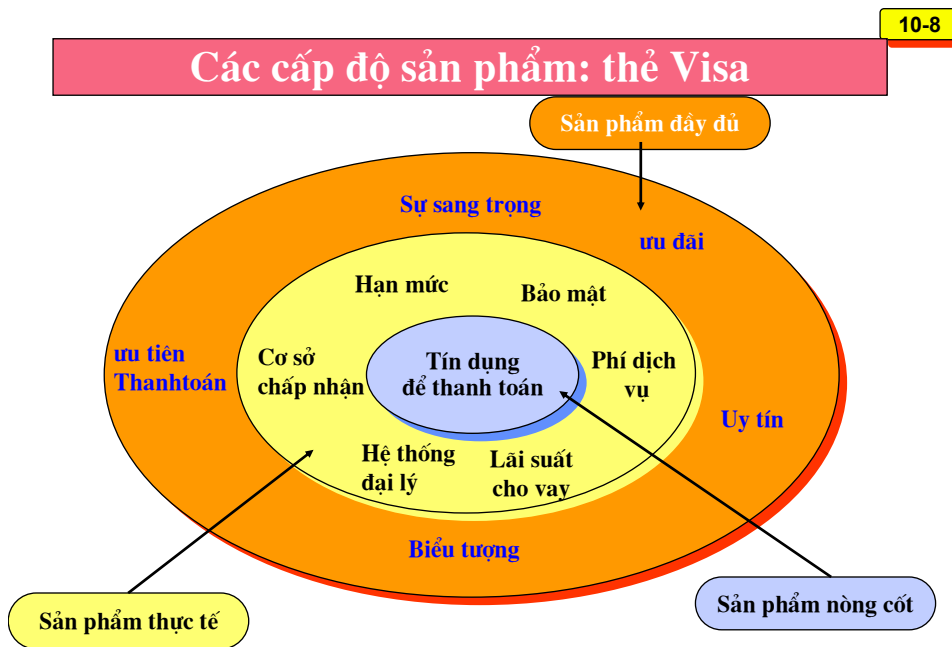 10-8
Các cấp độ sản phẩm: thẻ Visa
Sản phẩm đầy đủ
Sự sang trọng
ưu đãi
Hạn mức
Bảo mật
ưu tiên
Thanhtoán
Cơ sở
chấp nhận
Tín dụng
để thanh toán
Phí dịch
vụ
Uy tín
Hệ thống
đại lý
Lãi suất
cho vay
Biểu tượng
Sản phẩm thực tế
Sản phẩm nòng cốt